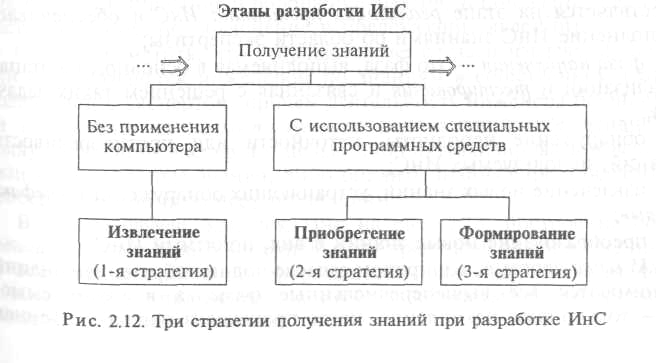 Этапы разработки ИнС
Получение знаний
... ⇒
⇒ ...
Без применения
компьютера
С использованием специальных
программных средств
Извлечение
знаний
(1-я стратегия)
Приобретение
знаний
(2-я стратегия)
Формирование
знаний
(3-я стратегия)
Рис. 2.12. Три стратегии получения знаний при разработке ИнС